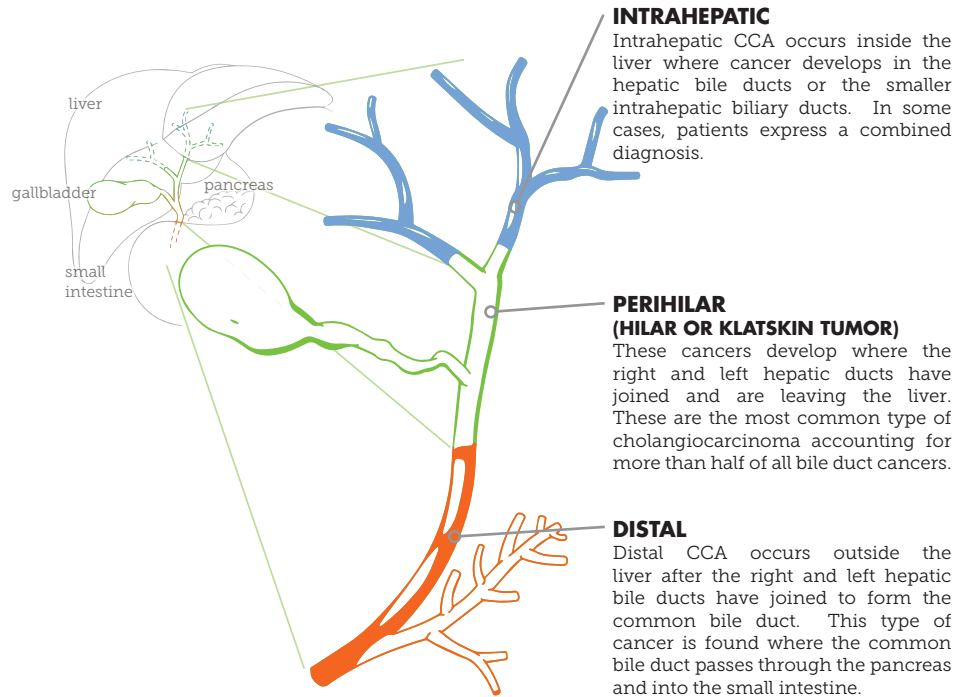 liver
gallbladder
pancreas
small
intestine
INTRAHEPATIC
Intrahepatic CCA occurs inside the
liver where cancer develops in the
hepatic bile ducts or the smaller
intrahepatic biliary ducts. In some
cases, patients express a combined
diagnosis.
PERIHILAR
(HILAR OR KLATSKIN TUMOR)
These cancers develop where the
right and left hepatic ducts have
joined and are leaving the liver.
These are the most common type of
cholangiocarcinoma accounting for
more than half of all bile duct cancers.
DISTAL
Distal CCA occurs outside the
liver after the right and left hepatic
bile ducts have joined to form the
common bile duct. This type of
cancer is found where the common
bile duct passes through the pancreas
and into the small intestine.